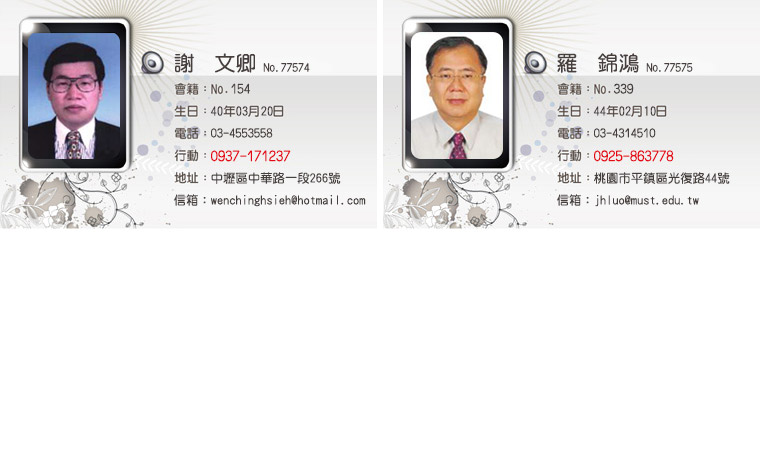 謝　文卿 No.77574
會籍：No.154
生日：40年03月20日
電話：03-4553558
行動：0937-171237
地址：中壢區中華路一段266號
信箱：wenchinghsieh@hotmail.com
羅　錦鴻 No.77575
會籍：No.339
生日：44年02月10日
電話：03-4314510
行動：0925-863778
地址：桃園市平鎮區光復路44號
信箱：jhluo@must.edu.tw